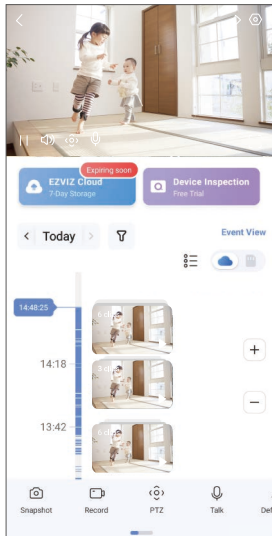 Expiring soon
EZVIZ Cloud
7-Day Storage
Device Inspection
Free Trial
Today
Event View
14:48:25
14:18
13:42
Snapshot
Record
PTZ
Talk